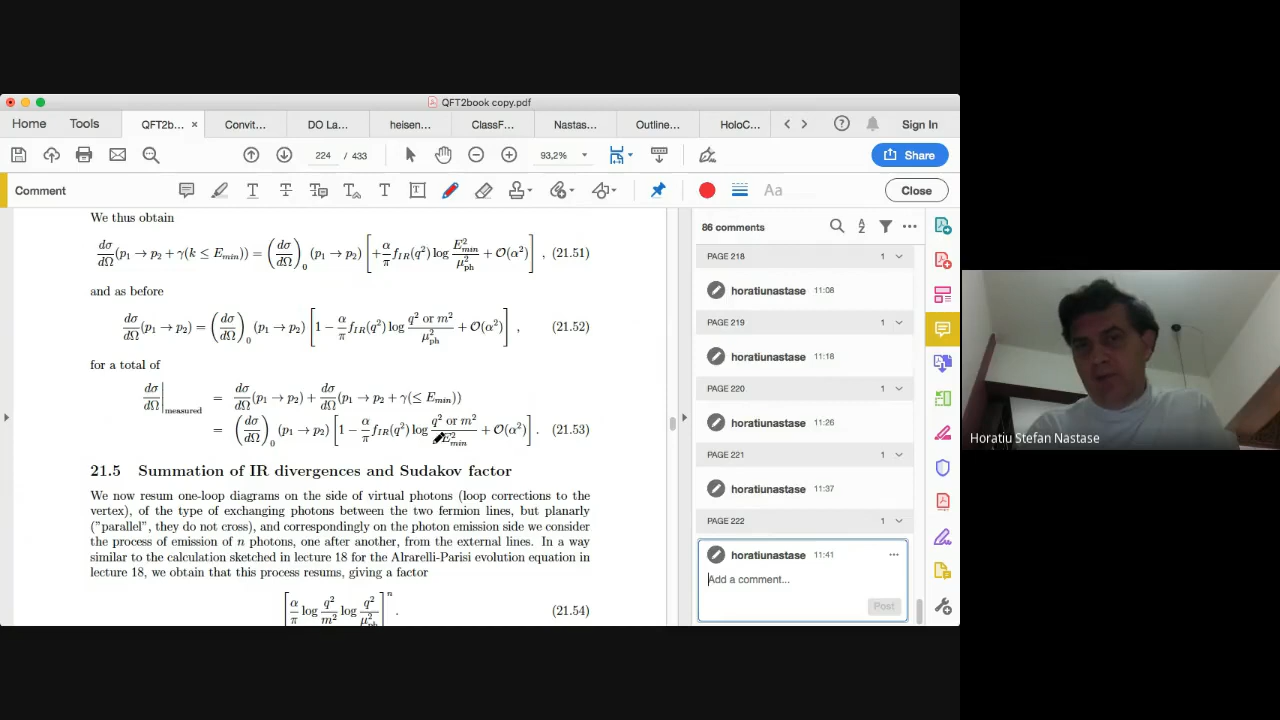 QFT2book copy.pdf
Home Tools QFT2b... × Convit... DO La... heisen... ClassF... Nastas... Outline... HoloC... Sign In
224 / 433 93,2% Share
Comment Aa Close
We thus obtain
dσ/dΩ (p₁ → p₂ + γ(k ≤ E_min)) = (dσ/dΩ)₀ (p₁ → p₂) [+ α/π f_IR(q²) log E²_min/μ²_ph + O(α²)] , (21.51)
and as before
dσ/dΩ (p₁ → p₂) = (dσ/dΩ)₀ (p₁ → p₂) [1 − α/π f_IR(q²) log q² or m²/μ²_ph + O(α²)] , (21.52)
for a total of
dσ/dΩ|measured = dσ/dΩ (p₁ → p₂) + dσ/dΩ (p₁ → p₂ + γ(≤ E_min))
= (dσ/dΩ)₀ (p₁ → p₂) [1 − α/π f_IR(q²) log q² or m²/E²_min + O(α²)] . (21.53)
21.5 Summation of IR divergences and Sudakov factor
We now resum one-loop diagrams on the side of virtual photons (loop corrections to the
vertex), of the type of exchanging photons between the two fermion lines, but planarly
("parallel", they do not cross), and correspondingly on the photon emission side we consider
the process of emission of n photons, one after another, from the external lines. In a way
similar to the calculation sketched in lecture 18 for the Alrarelli-Parisi evolution equation in
lecture 18, we obtain that this process resums, giving a factor
[α/π log q²/m² log q²/μ²_ph]ⁿ . (21.54)
86 comments
PAGE 218 1
horatiunastase 11:08
PAGE 219 1
horatiunastase 11:18
PAGE 220 1
horatiunastase 11:26
PAGE 221 1
horatiunastase 11:37
PAGE 222 1
horatiunastase 11:41
Add a comment...
Post
Horatiu Stefan Nastase